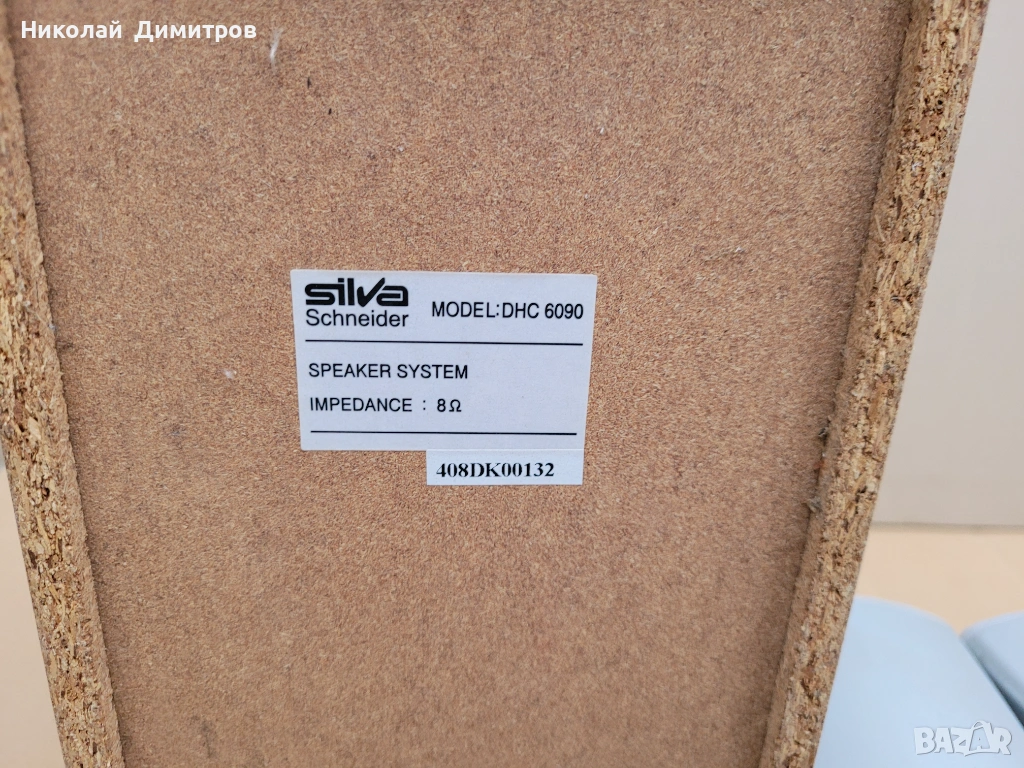 Николай Димитров
silva
Schneider
MODEL:DHC 6090
SPEAKER SYSTEM
IMPEDANCE : 8Ω
408DK00132
BAZAR